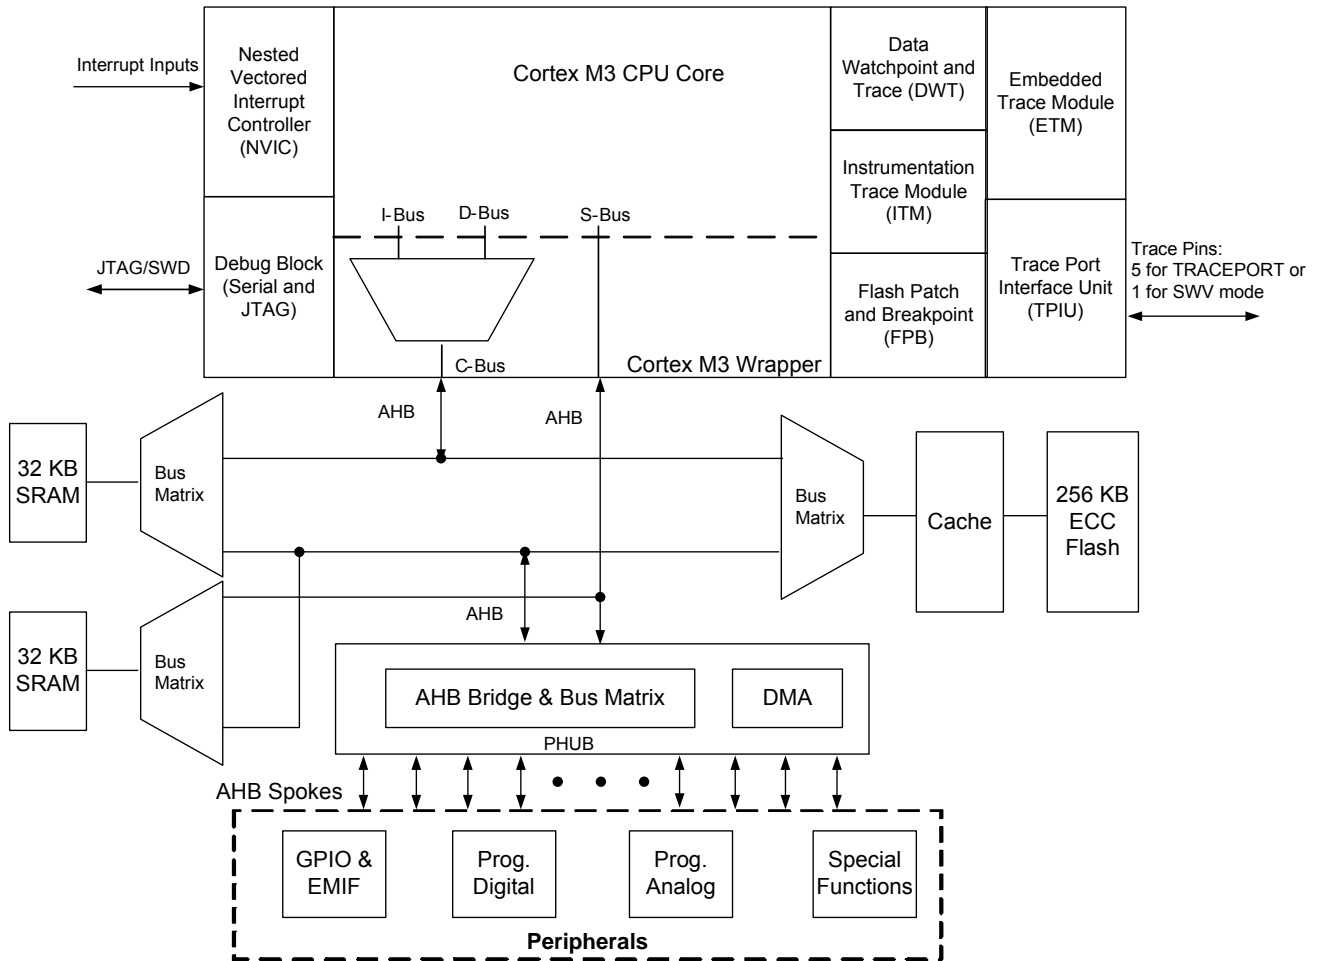 Interrupt Inputs
Nested
Vectored
Interrupt
Controller
(NVIC)
Cortex M3 CPU Core
Data
Watchpoint and
Trace (DWT)
Embedded
Trace Module
(ETM)
Instrumentation
Trace Module
(ITM)
I-Bus
D-Bus
S-Bus
JTAG/SWD
Debug Block
(Serial and
JTAG)
Flash Patch
and Breakpoint
(FPB)
Trace Port
Interface Unit
(TPIU)
Trace Pins:
5 for TRACEPORT or
1 for SWV mode
C-Bus
Cortex M3 Wrapper
AHB
AHB
32 KB
SRAM
Bus
Matrix
Bus
Matrix
Cache
256 KB
ECC
Flash
AHB
32 KB
SRAM
Bus
Matrix
AHB Bridge & Bus Matrix
DMA
PHUB
AHB Spokes
GPIO &
EMIF
Prog.
Digital
Prog.
Analog
Special
Functions
Peripherals